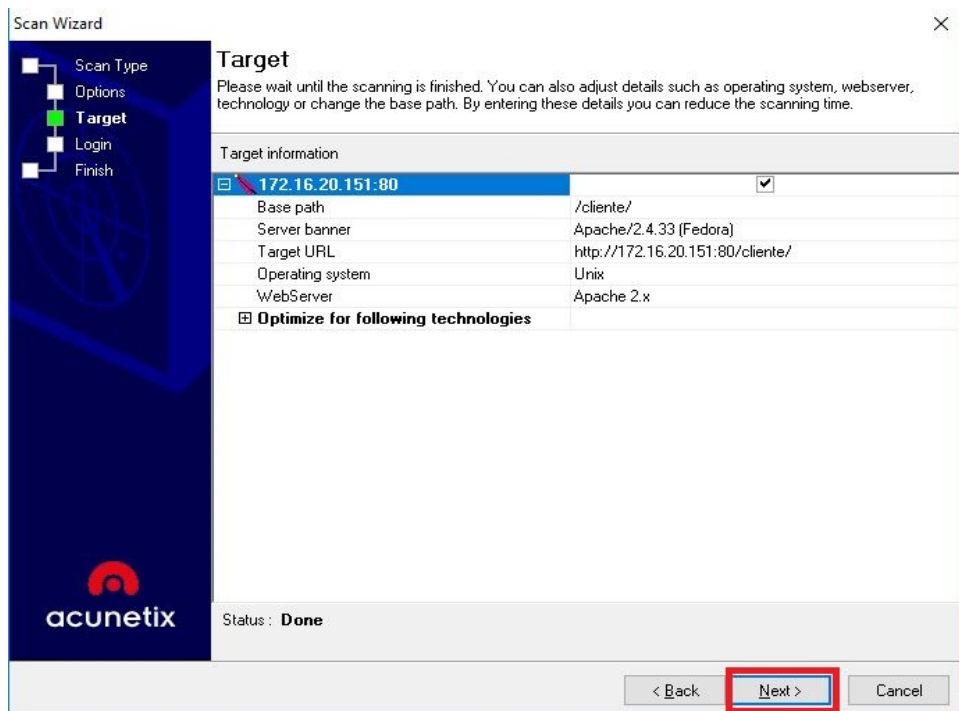 Scan Wizard
Scan Type
Options
Target
Login
Finish
Target
Please wait until the scanning is finished. You can also adjust details such as operating system, webserver,
technology or change the base path. By entering these details you can reduce the scanning time.
Target information
172.16.20.151:80
Base path /cliente/
Server banner Apache/2.4.33 (Fedora)
Target URL http://172.16.20.151:80/cliente/
Operating system Unix
WebServer Apache 2.x
Optimize for following technologies
acunetix
Status : Done
< Back Next > Cancel